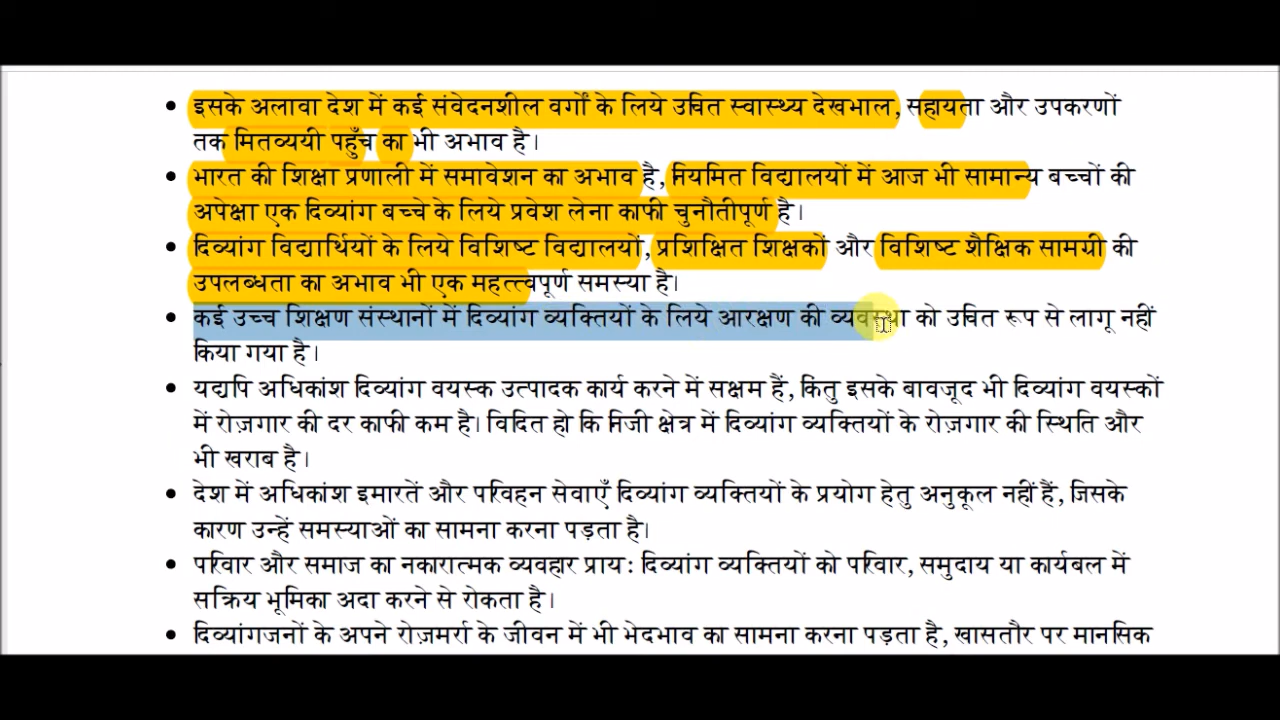 • इसके अलावा देश में कई संवेदनशील वर्गों के लिये उचित स्वास्थ्य देखभाल, सहायता और उपकरणों
तक मितव्ययी पहुँच का भी अभाव है।
• भारत की शिक्षा प्रणाली में समावेशन का अभाव है, नियमित विद्यालयों में आज भी सामान्य बच्चों की
अपेक्षा एक दिव्यांग बच्चे के लिये प्रवेश लेना काफी चुनौतीपूर्ण है।
• दिव्यांग विद्यार्थियों के लिये विशिष्ट विद्यालयों, प्रशिक्षित शिक्षकों और विशिष्ट शैक्षिक सामग्री की
उपलब्धता का अभाव भी एक महत्त्वपूर्ण समस्या है।
• कई उच्च शिक्षण संस्थानों में दिव्यांग व्यक्तियों के लिये आरक्षण की व्यवस्था को उचित रूप से लागू नहीं
किया गया है।
• यद्यपि अधिकांश दिव्यांग वयस्क उत्पादक कार्य करने में सक्षम हैं, किंतु इसके बावजूद भी दिव्यांग वयस्कों
में रोज़गार की दर काफी कम है। विदित हो कि निजी क्षेत्र में दिव्यांग व्यक्तियों के रोज़गार की स्थिति और
भी खराब है।
• देश में अधिकांश इमारतें और परिवहन सेवाएँ दिव्यांग व्यक्तियों के प्रयोग हेतु अनुकूल नहीं हैं, जिसके
कारण उन्हें समस्याओं का सामना करना पड़ता है।
• परिवार और समाज का नकारात्मक व्यवहार प्राय: दिव्यांग व्यक्तियों को परिवार, समुदाय या कार्यबल में
सक्रिय भूमिका अदा करने से रोकता है।
• दिव्यांगजनों के अपने रोज़मर्रा के जीवन में भी भेदभाव का सामना करना पड़ता है, खासतौर पर मानसिक